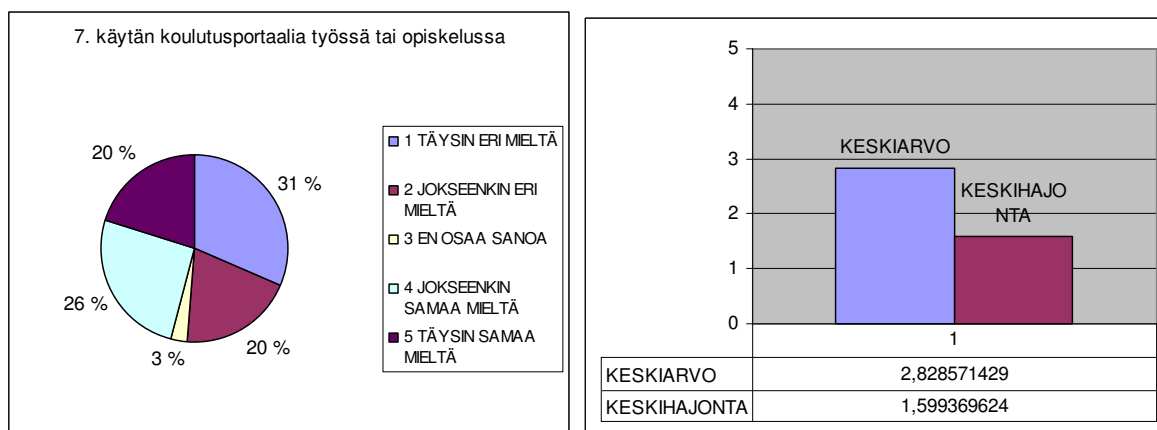 7. käytän koulutusportaalia työssä tai opiskelussa
20 %
31 %
26 %
3 %
20 %
1 TÄYSIN ERI MIELTÄ
2 JOKSEENKIN ERI
MIELTÄ
3 EN OSAA SANOA
4 JOKSEENKIN
SAMAA MIELTÄ
5 TÄYSIN SAMAA
MIELTÄ
5
4
3
2
1
0
KESKIARVO
KESKIHAJO
NTA
1
KESKIARVO 2,828571429
KESKIHAJONTA 1,599369624